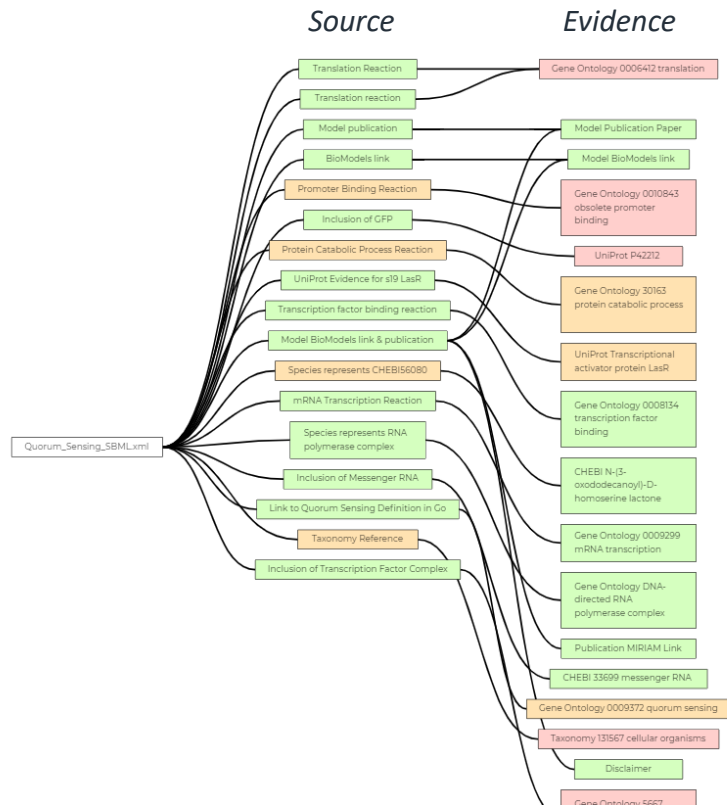 Source
Evidence
Translation Reaction
Gene Ontology 0006412 translation
Translation reaction
Model publication
Model Publication Paper
BioModels link
Model BioModels link
Promoter Binding Reaction
Gene Ontology 0010843
obsolete promoter
binding
Inclusion of GFP
Protein Catabolic Process Reaction
UniProt P42212
UniProt Evidence for s19 LasR
Gene Ontology 30163
protein catabolic process
Transcription factor binding reaction
Model BioModels link & publication
UniProt Transcriptional
activator protein LasR
Species represents CHEBI56080
mRNA Transcription Reaction
Gene Ontology 0008134
transcription factor
binding
Species represents RNA
polymerase complex
Quorum_Sensing_SBML.xml
Inclusion of Messenger RNA
CHEBI N-(3-
oxododecanoyl)-D-
homoserine lactone
Link to Quorum Sensing Definition in Go
Taxonomy Reference
Gene Ontology 0009299
mRNA transcription
Inclusion of Transcription Factor Complex
Gene Ontology DNA-
directed RNA
polymerase complex
Publication MIRIAM Link
CHEBI 33699 messenger RNA
Gene Ontology 0009372 quorum sensing
Taxonomy 131567 cellular organisms
Disclaimer
Gene Ontology 5667